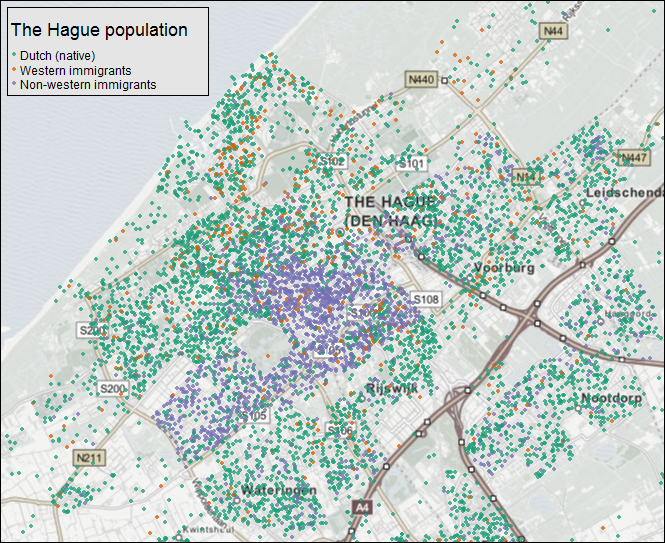 The Hague population
Dutch (native)
Western immigrants
Non-western immigrants
N44
N440
S102
S101
N447
N14
Leidschenda
THE HAGUE
(DEN HAAG)
Voorburg
S108
S200
S200
Rijswijk
Nootdorp
S105
S106
N211
Wateringen
A4
Kwintsheul